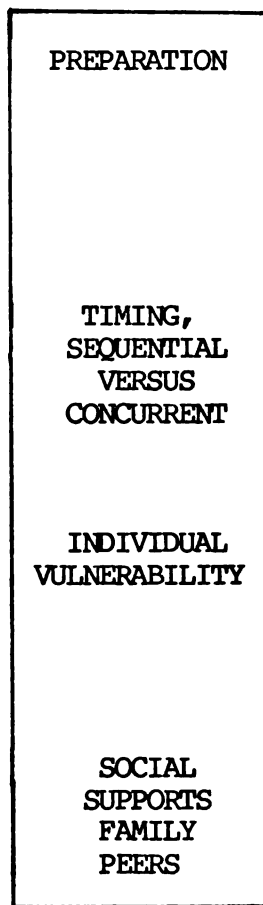 PREPARATION
TIMING,
SEQUENTIAL
VERSUS
CONCURRENT
INDIVIDUAL
VULNERABILITY
SOCIAL
SUPPORTS
FAMILY
PEERS